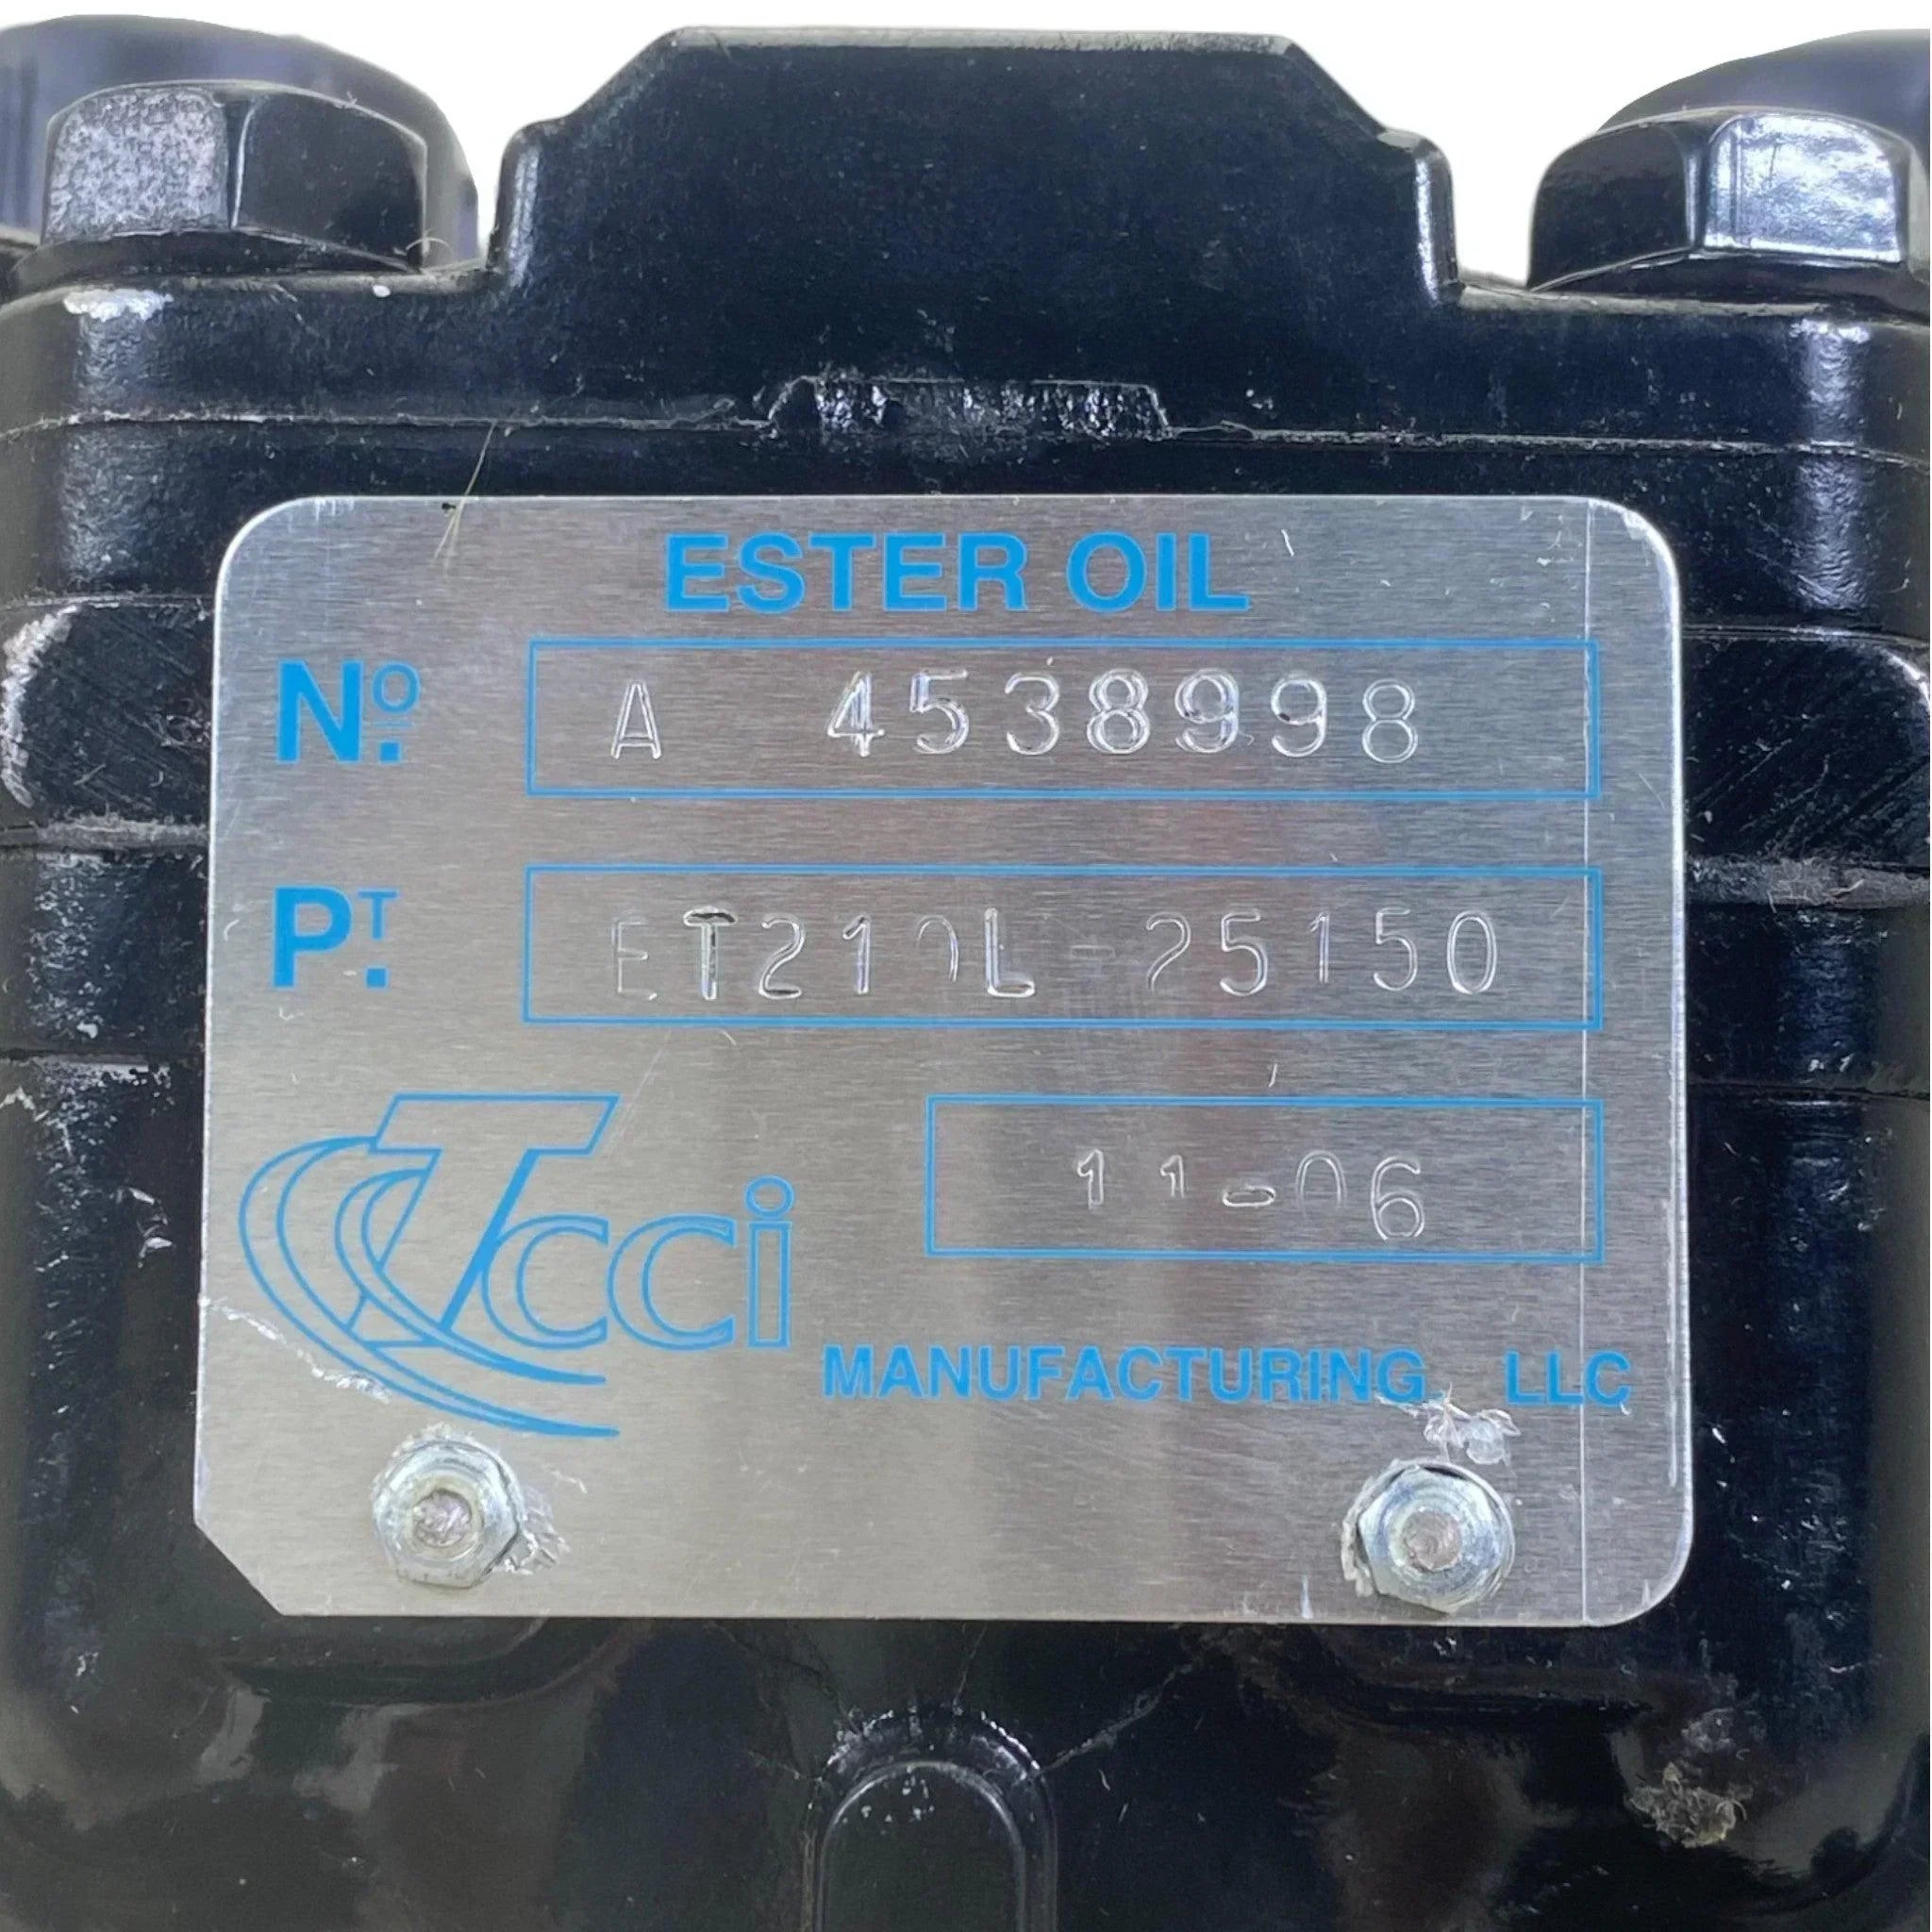 ESTER OIL
Nº. A 4538998
PT. ET210L-25150
11-06
Tcci
MANUFACTURING, LLC